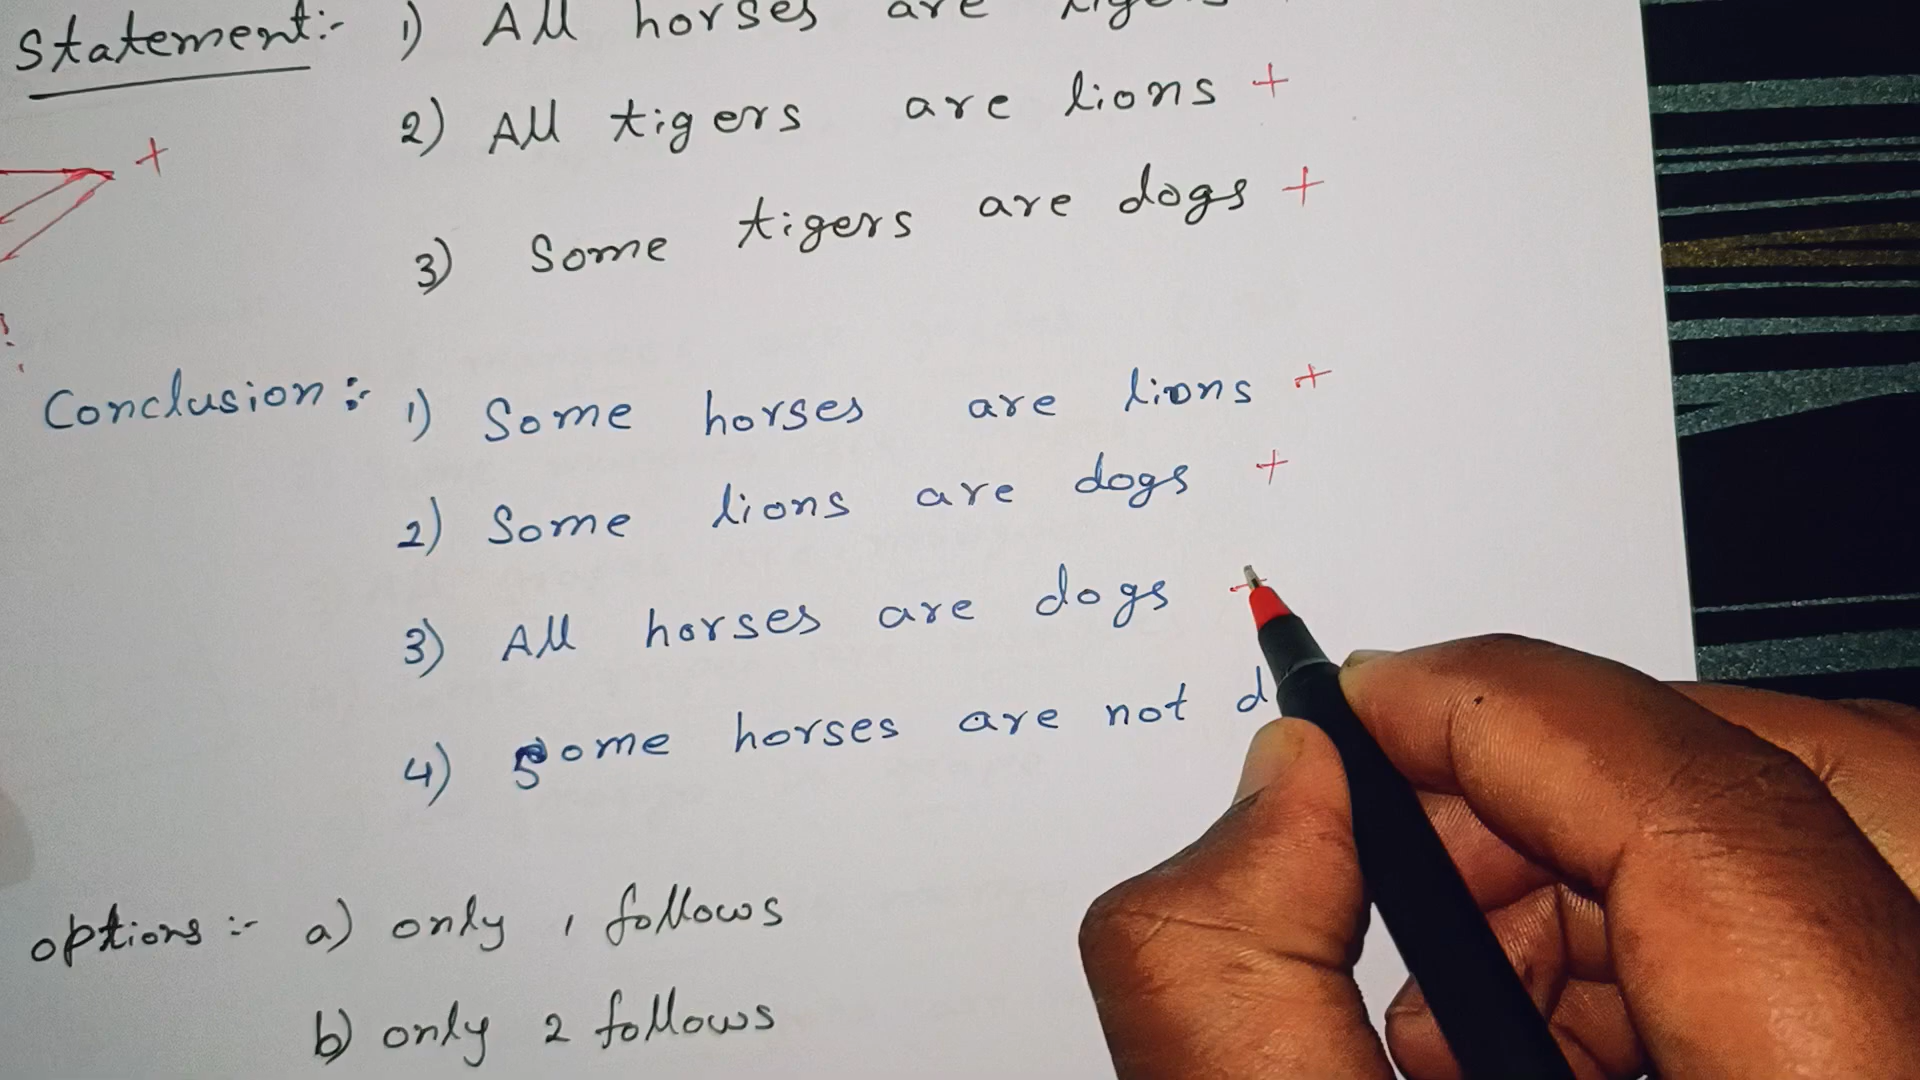 Statement:- 1) All horses are tigers
2) All tigers are lions +
+
3) Some tigers are dogs +
Conclusion :- 1) Some horses are lions +
2) Some lions are dogs +
3) All horses are dogs +
4) Some horses are not d
options :- a) only 1 follows
b) only 2 follows